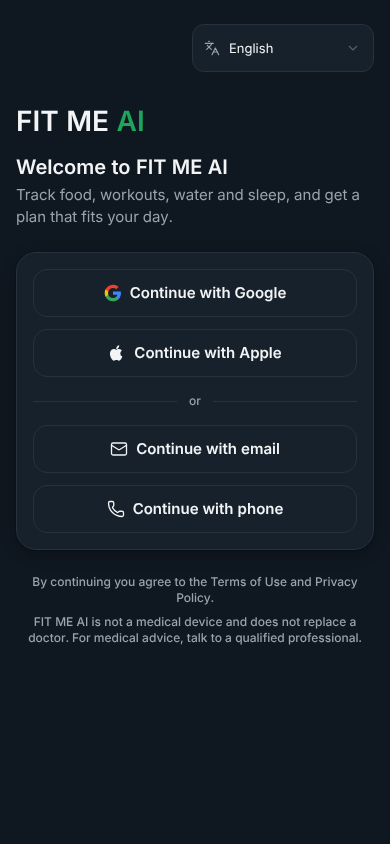 English
FIT ME AI
Welcome to FIT ME AI
Track food, workouts, water and sleep, and get a
plan that fits your day.
Continue with Google
Continue with Apple
or
Continue with email
Continue with phone
By continuing you agree to the Terms of Use and Privacy
Policy.
FIT ME AI is not a medical device and does not replace a
doctor. For medical advice, talk to a qualified professional.